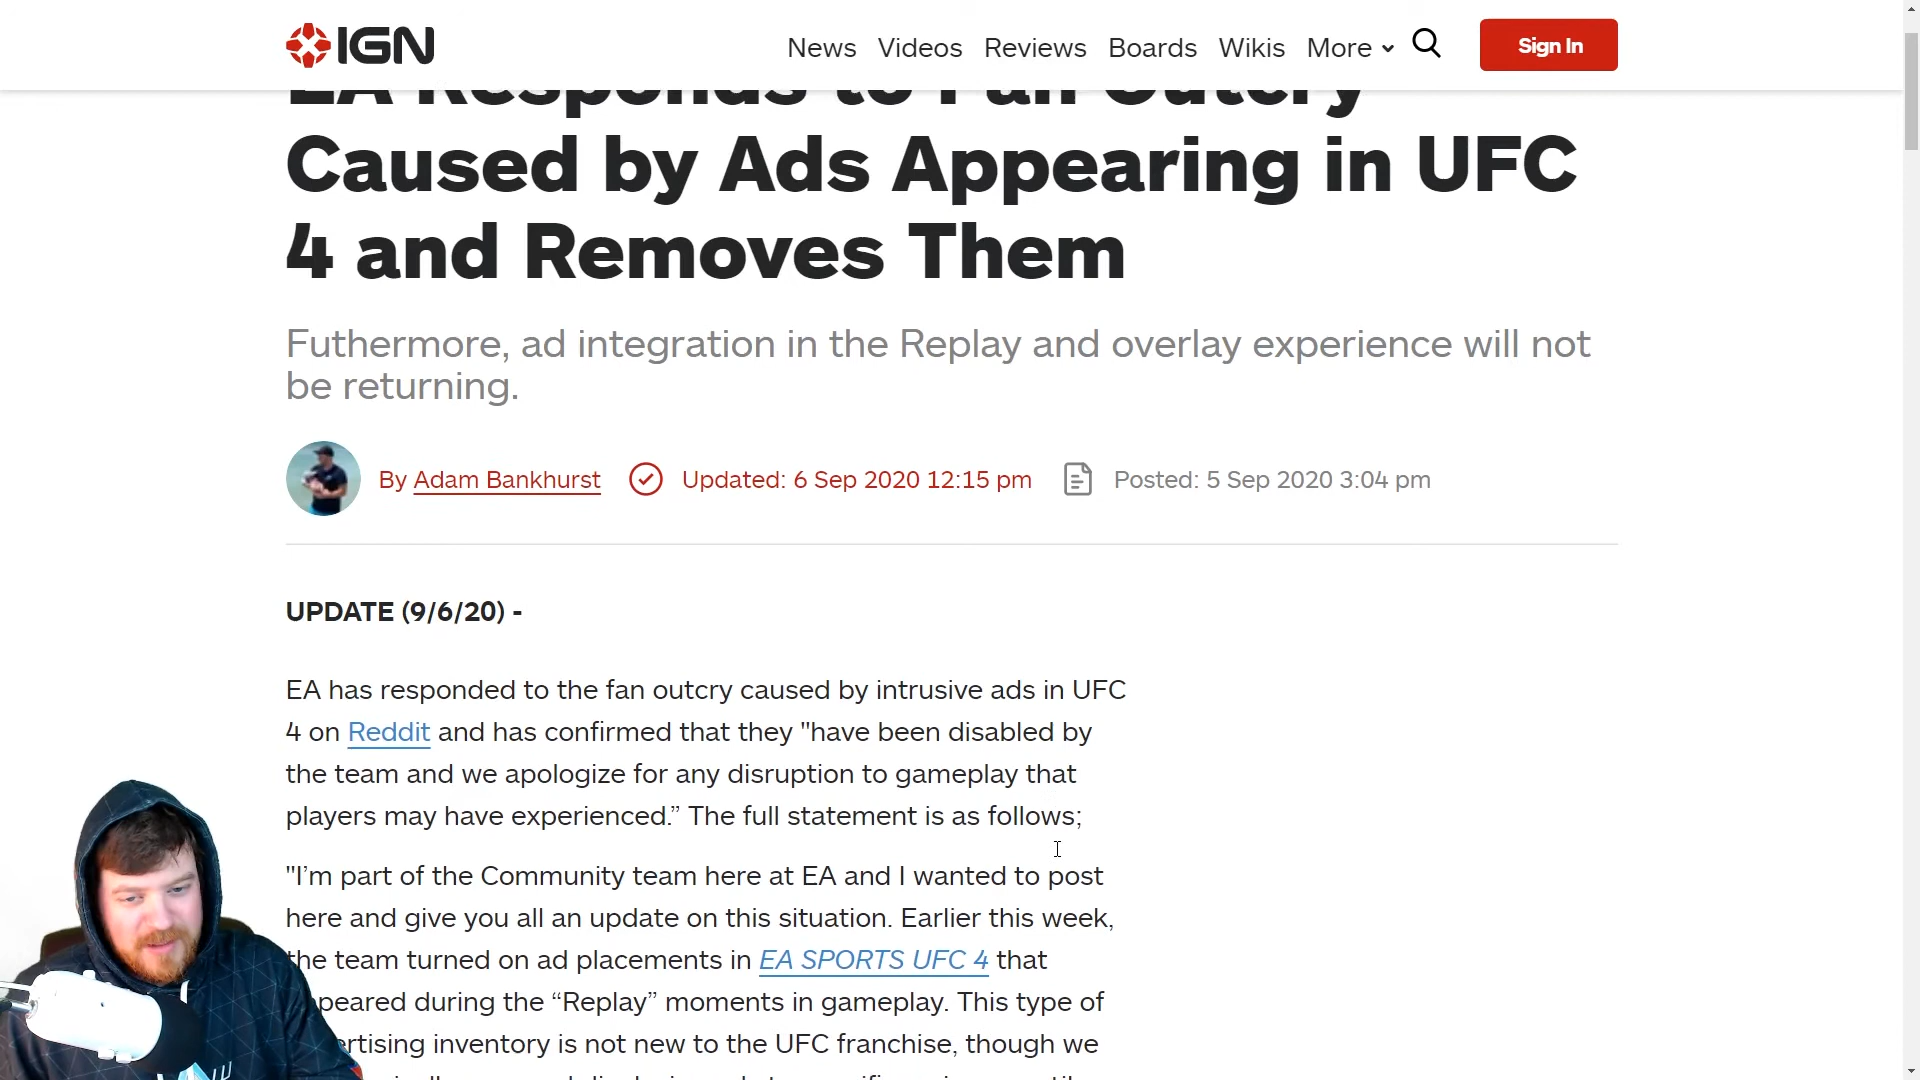 IGN
News Videos Reviews Boards Wikis More
Sign In
EA Responds to Fan Outcry
Caused by Ads Appearing in UFC
4 and Removes Them
Futhermore, ad integration in the Replay and overlay experience will not
be returning.
By Adam Bankhurst Updated: 6 Sep 2020 12:15 pm Posted: 5 Sep 2020 3:04 pm
UPDATE (9/6/20) -
EA has responded to the fan outcry caused by intrusive ads in UFC
4 on Reddit and has confirmed that they "have been disabled by
the team and we apologize for any disruption to gameplay that
players may have experienced.” The full statement is as follows;
"I’m part of the Community team here at EA and I wanted to post
here and give you all an update on this situation. Earlier this week,
the team turned on ad placements in EA SPORTS UFC 4 that
ppeared during the “Replay” moments in gameplay. This type of
ertising inventory is not new to the UFC franchise, though we